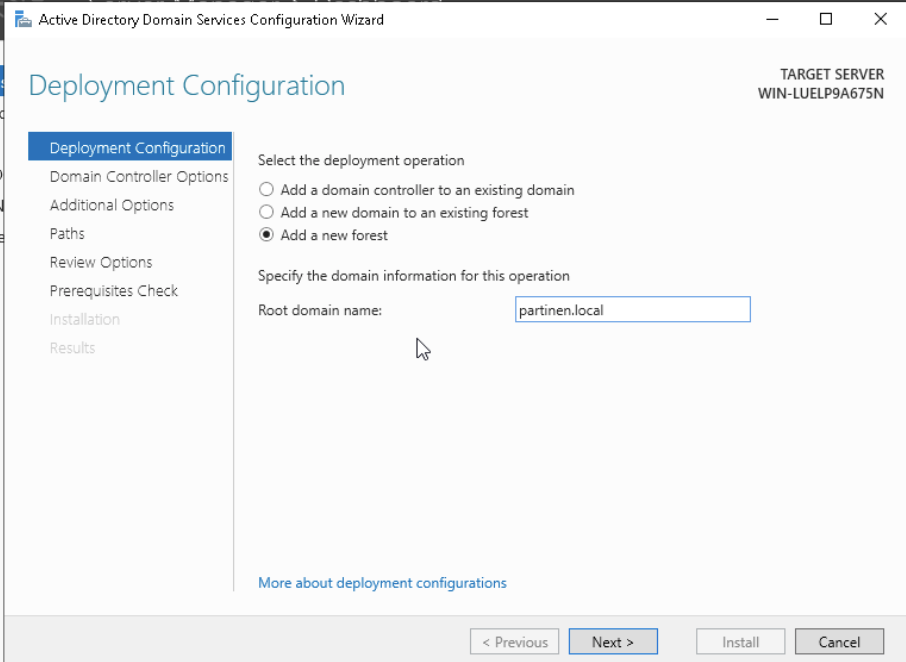 Active Directory Domain Services Configuration Wizard
Deployment Configuration
TARGET SERVER
WIN-LUELP9A675N
Deployment Configuration
Domain Controller Options
Additional Options
Paths
Review Options
Prerequisites Check
Installation
Results
Select the deployment operation
Add a domain controller to an existing domain
Add a new domain to an existing forest
Add a new forest
Specify the domain information for this operation
Root domain name:
partinen.local
More about deployment configurations
< Previous
Next >
Install
Cancel